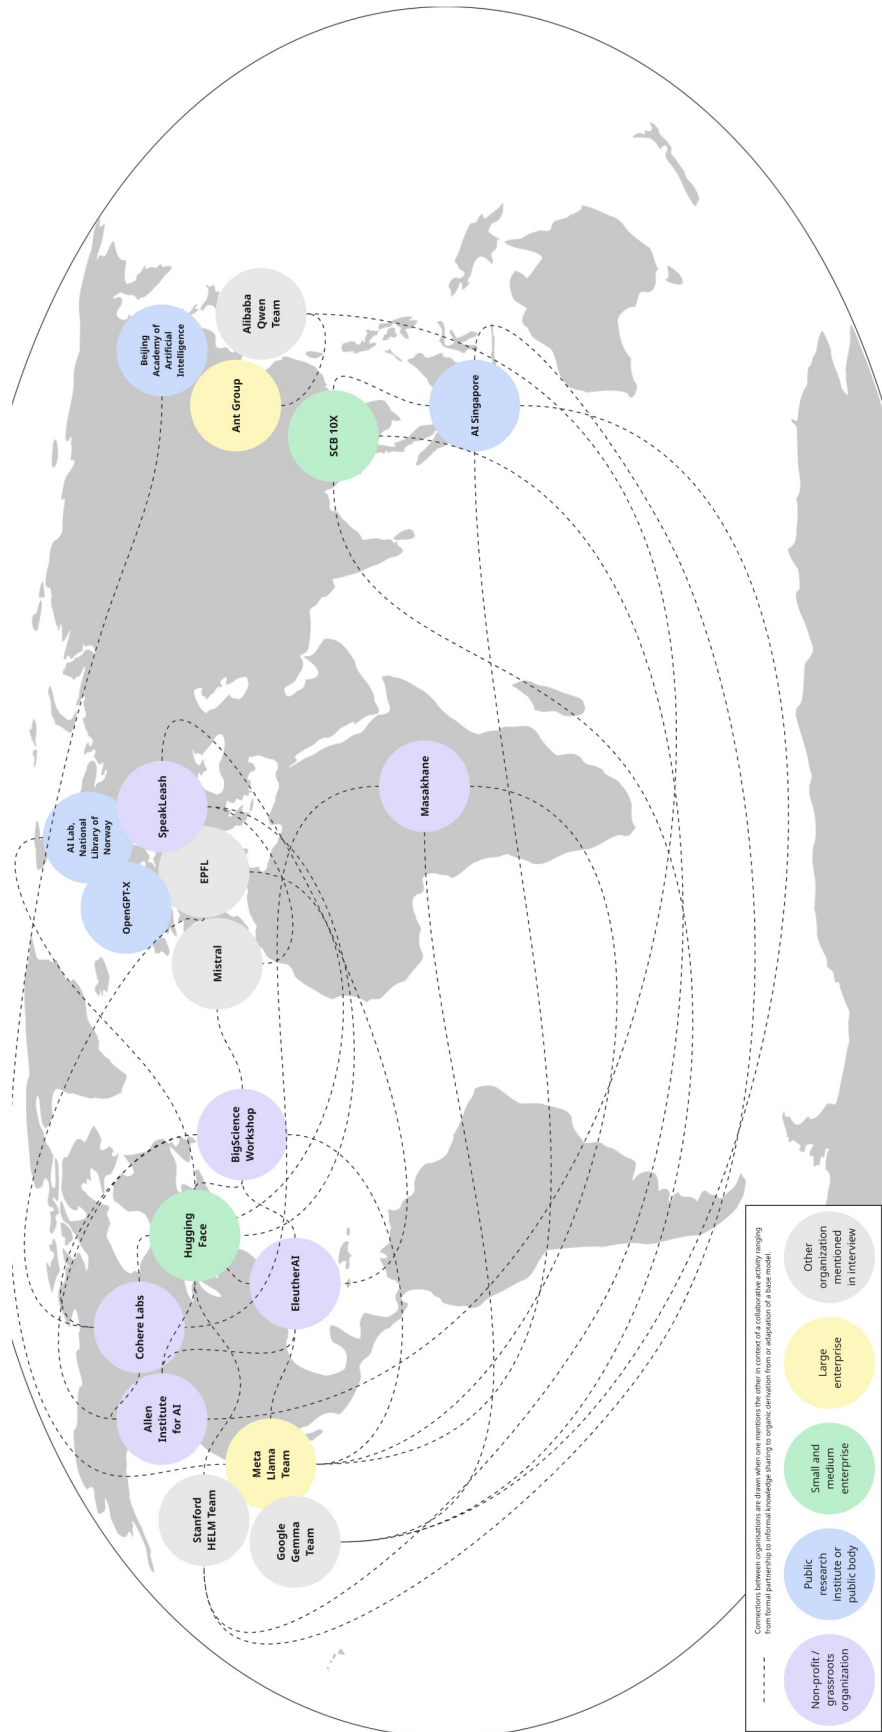 Stanford
HELM Team
Google
Gemma
Team
Meta
Llama
Team
Allen
Institute
for AI
Cohere Labs
EleutherAI
Hugging
Face
BigScience
Workshop
Mistral
OpenGPT-X
EPFL
AI Lab,
National
Library of
Norway
SpeakLeash
Masakhane
SCB 10X
Ant Group
AI Singapore
Beijing
Academy of
Artificial
Intelligence
Alibaba
Qwen
Team
Connections between organisations are drawn when one mentions the other in context of a collaborative activity ranging
from formal partnership to informal knowledge sharing to organic derivation from or adaptation of a base model.
Non-profit /
grassroots
organization
Public
research
institute or
public body
Small and
medium
enterprise
Large
enterprise
Other
organization
mentioned
in interview